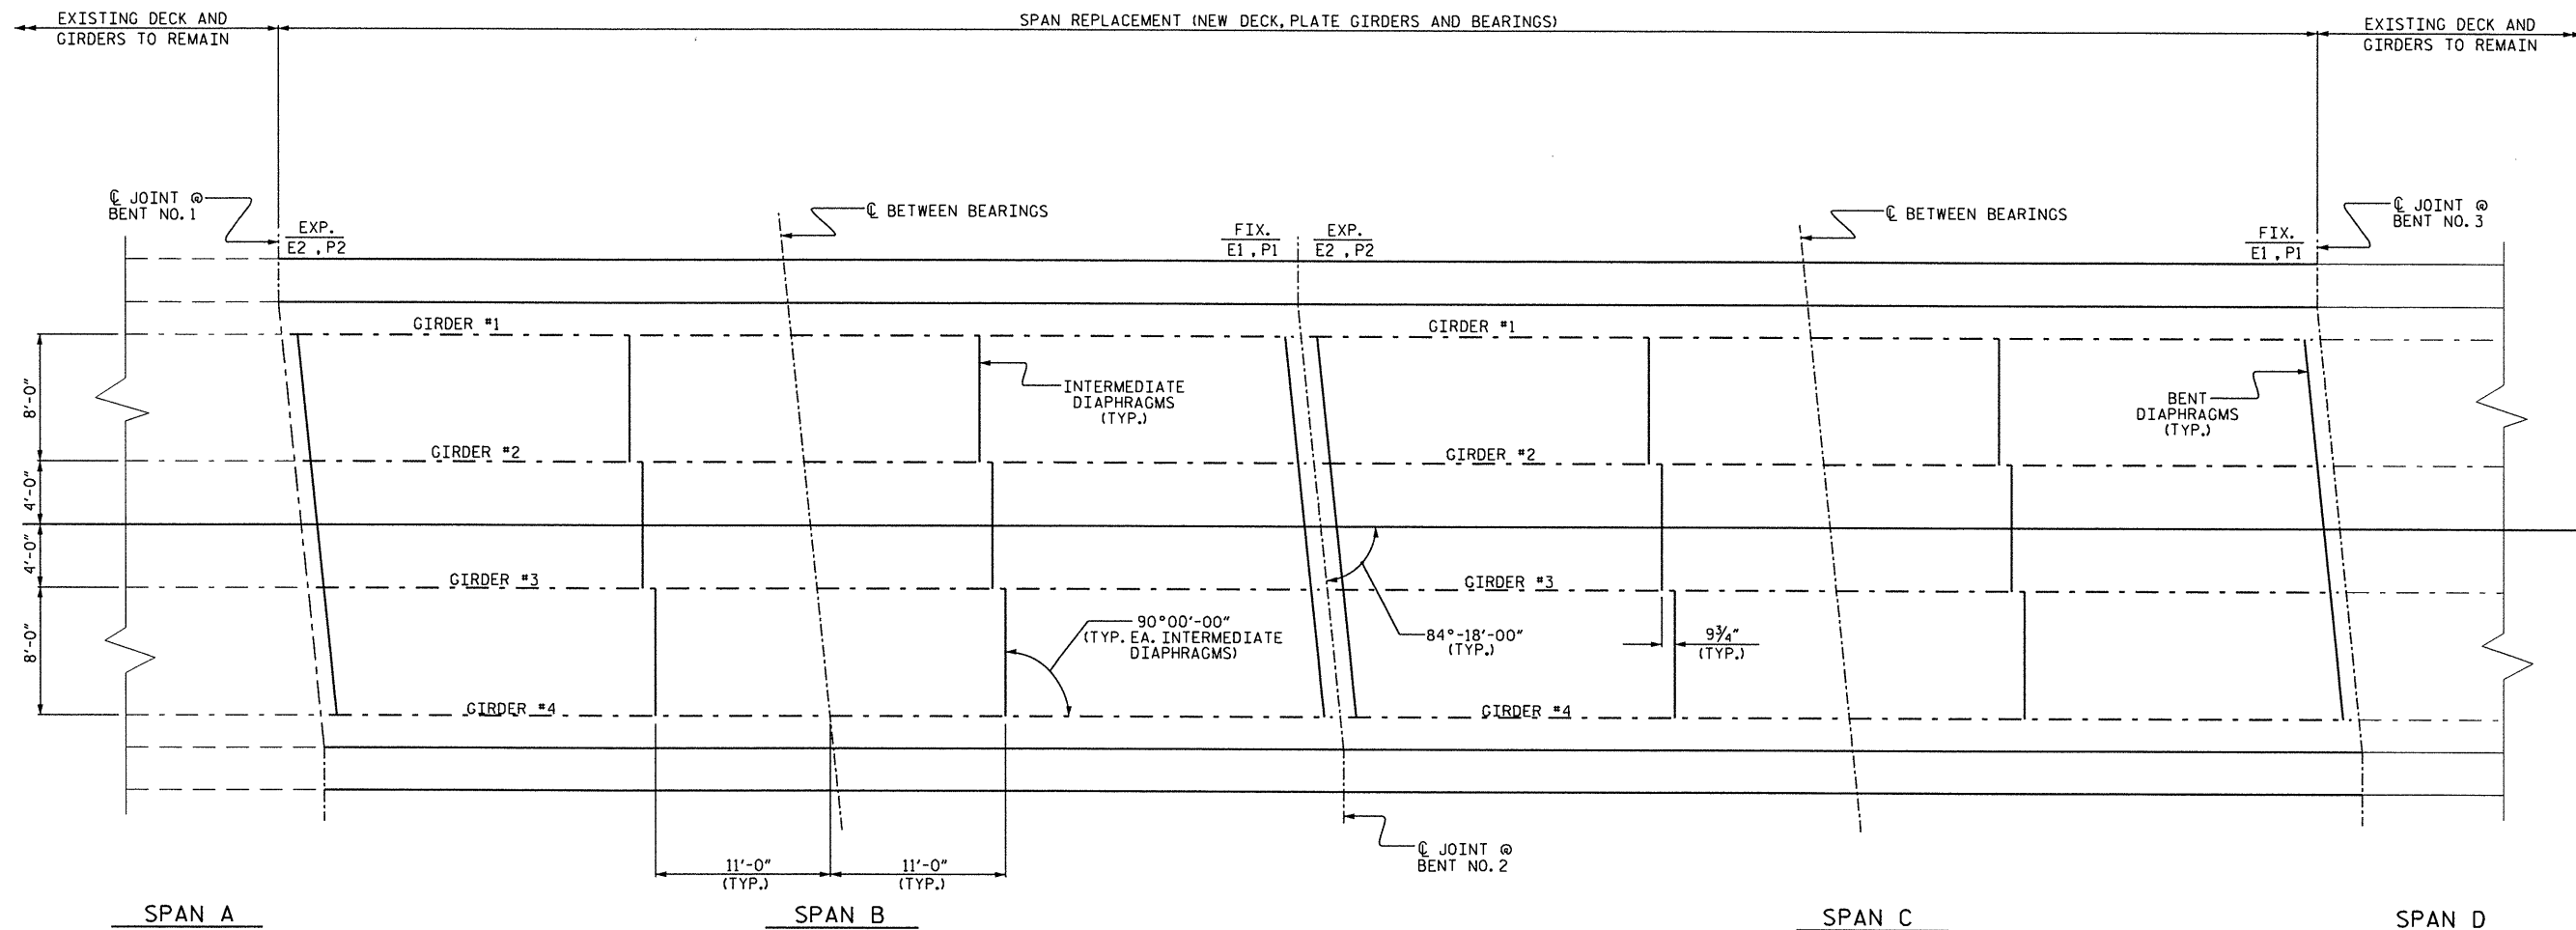 EXISTING DECK AND
GIRDERS TO REMAIN
SPAN REPLACEMENT (NEW DECK, PLATE GIRDERS AND BEARINGS)
EXISTING DECK AND
GIRDERS TO REMAIN
℄ JOINT @
BENT NO. 1
EXP.
E2 , P2
℄ BETWEEN BEARINGS
FIX.
E1 , P1
EXP.
E2 , P2
℄ BETWEEN BEARINGS
FIX.
E1 , P1
℄ JOINT @
BENT NO. 3
GIRDER #1
GIRDER #1
8'-0"
INTERMEDIATE
DIAPHRAGMS
(TYP.)
BENT
DIAPHRAGMS
(TYP.)
GIRDER #2
GIRDER #2
4'-0"
4'-0"
GIRDER #3
GIRDER #3
8'-0"
90°00'-00"
(TYP. EA. INTERMEDIATE
DIAPHRAGMS)
84°-18'-00"
(TYP.)
9¾"
(TYP.)
GIRDER #4
GIRDER #4
11'-0"
(TYP.)
11'-0"
(TYP.)
℄ JOINT @
BENT NO. 2
SPAN A
SPAN B
SPAN C
SPAN D